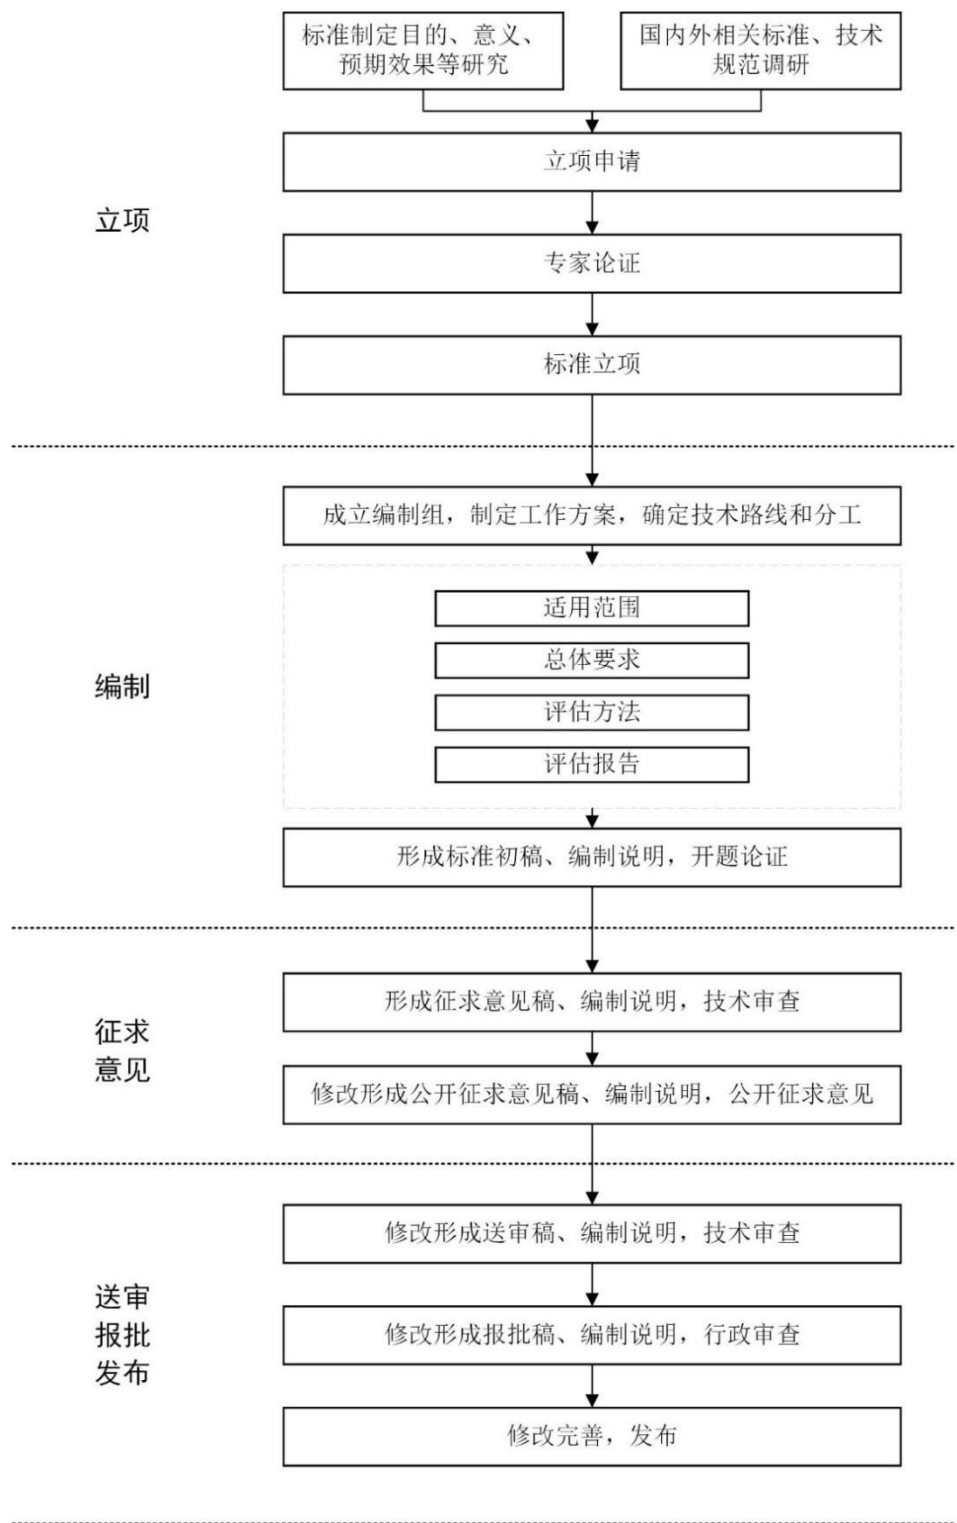 标准制定目的、意义、
预期效果等研究
国内外相关标准、技术
规范调研
立项申请
立项
专家论证
标准立项
成立编制组，制定工作方案，确定技术路线和分工
适用范围
总体要求
编制
评估方法
评估报告
形成标准初稿、编制说明，开题论证
形成征求意见稿、编制说明，技术审查
征求
意见
修改形成公开征求意见稿、编制说明，公开征求意见
修改形成送审稿、编制说明，技术审查
送审
报批
发布
修改形成报批稿、编制说明，行政审查
修改完善，发布